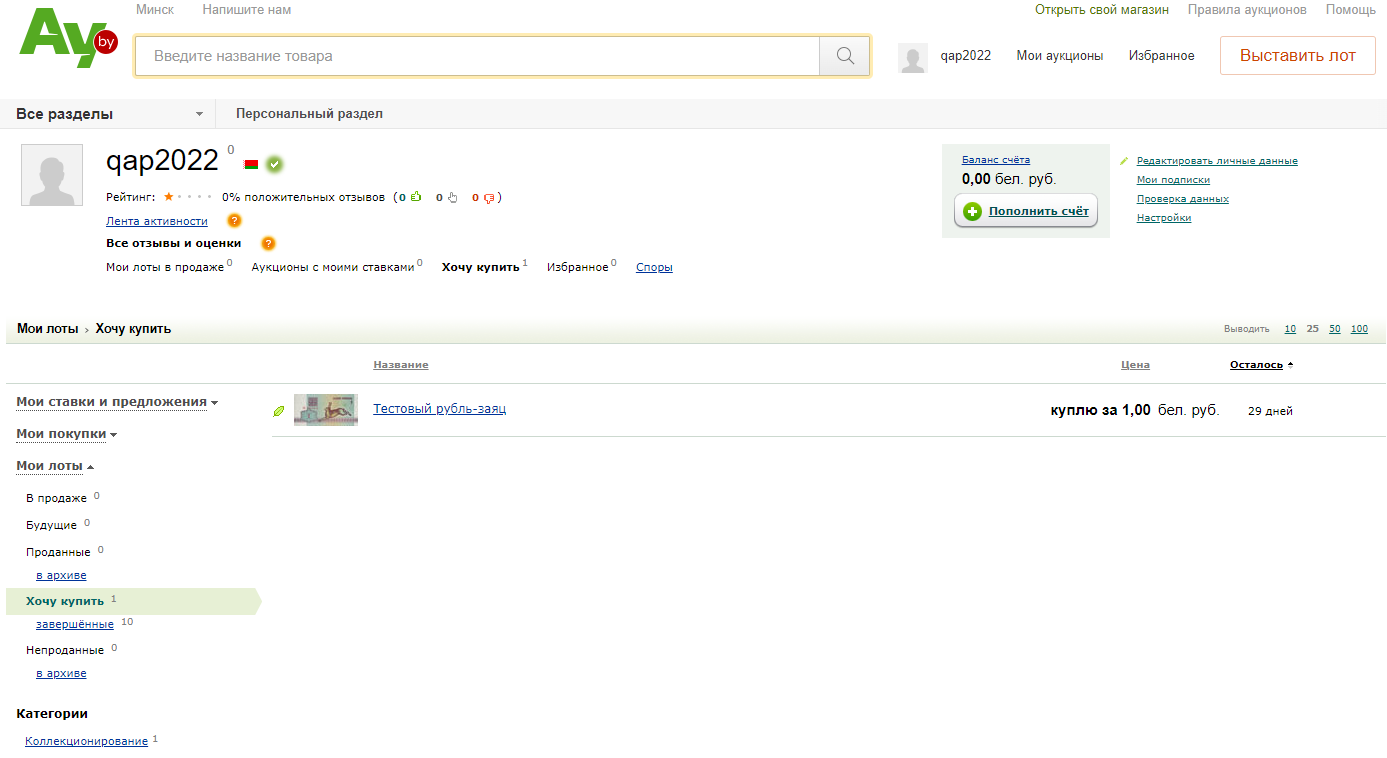 Минск Напишите нам Открыть свой магазин Правила аукционов Помощь
Ау by
Введите название товара qap2022 Мои аукционы Избранное Выставить лот
Все разделы Персональный раздел
qap2022 0
Баланс счёта
0,00 бел. руб.
Пополнить счёт
Редактировать личные данные
Мои подписки
Проверка данных
Настройки
Рейтинг: 0% положительных отзывов (0 0 0)
Лента активности ?
Все отзывы и оценки ?
Мои лоты в продаже 0 Аукционы с моими ставками 0 Хочу купить 1 Избранное 0 Споры
Мои лоты › Хочу купить Выводить 10 25 50 100
Название Цена Осталось
Тестовый рубль-заяц куплю за 1,00 бел. руб. 29 дней
Мои ставки и предложения
Мои покупки
Мои лоты
В продаже 0
Будущие 0
Проданные 0
в архиве
Хочу купить 1
завершённые 10
Непроданные 0
в архиве
Категории
Коллекционирование 1